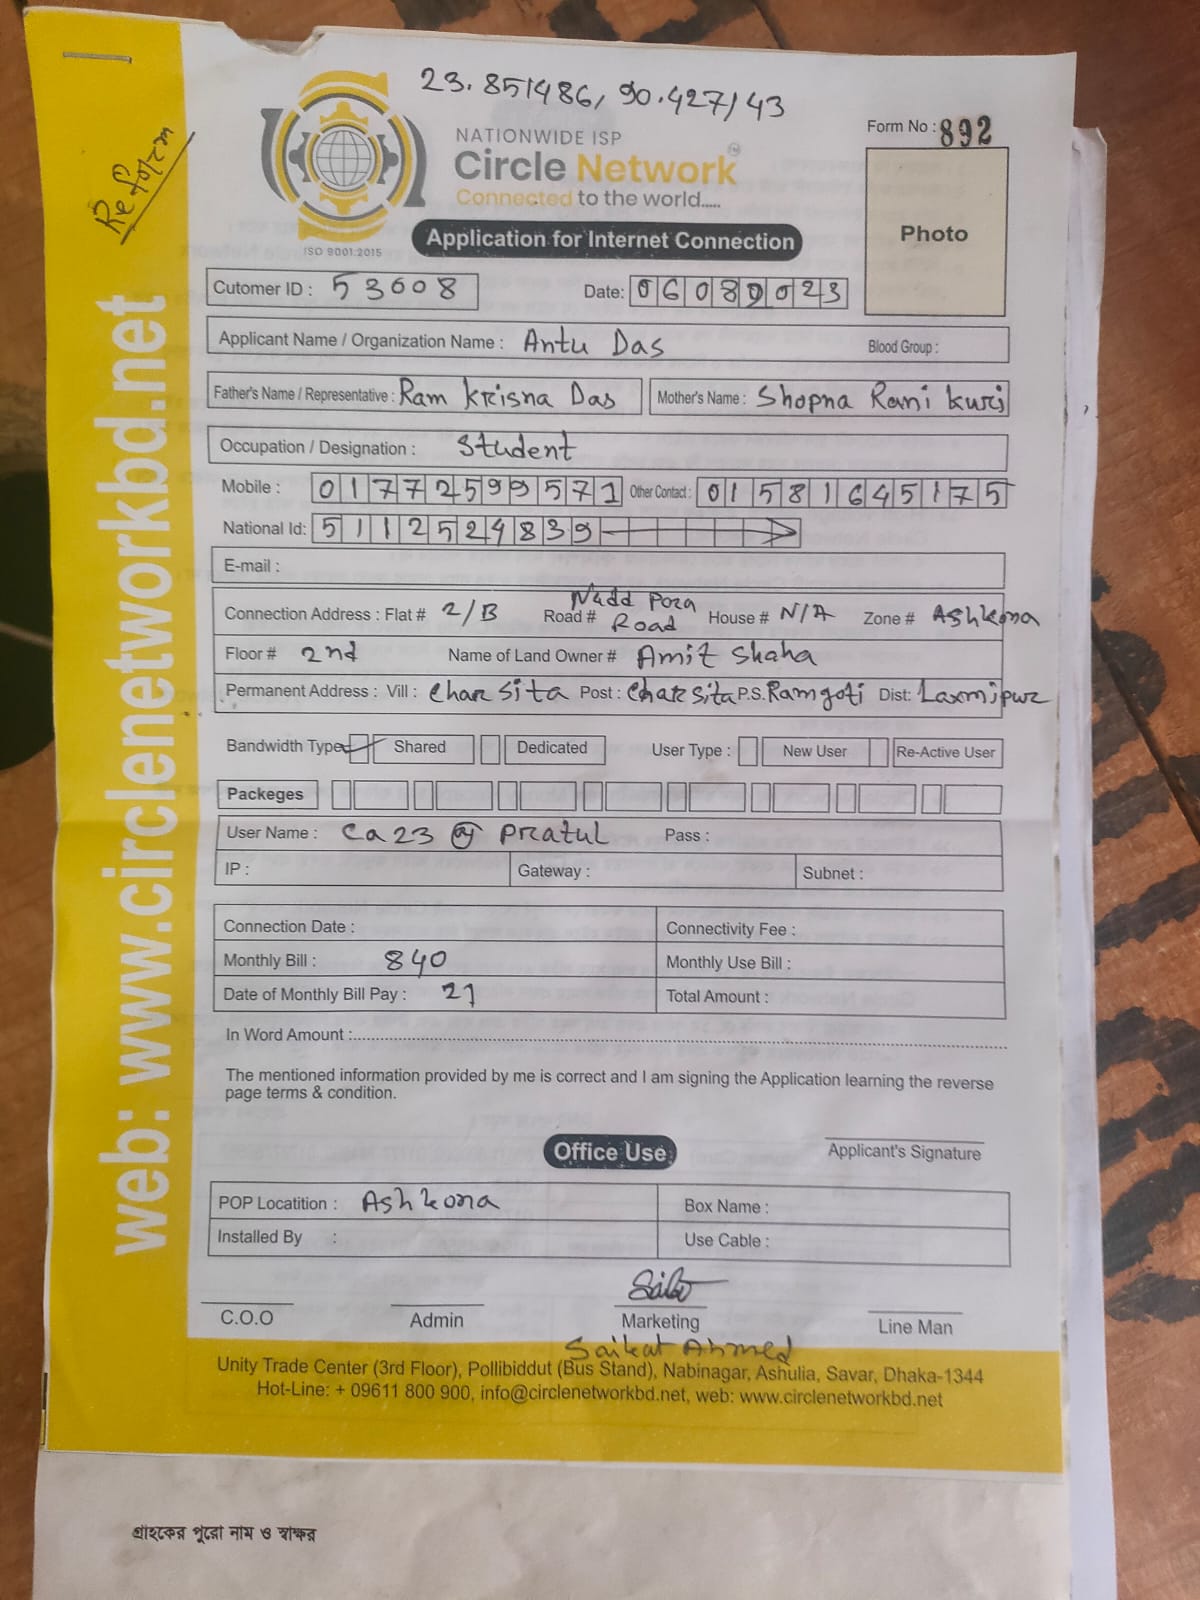 23.851486, 90.427143
Form No : 892
NATIONWIDE ISP
Circle Network
Connected to the world.....
ISO 9001:2015
Application for Internet Connection
Photo
web: www.circlenetworkbd.net
Cutomer ID : 53608 Date: 06082023
Applicant Name / Organization Name : Antu Das Blood Group :
Father's Name / Representative : Ram Krisna Das Mother's Name : Shopna Rani Kuri
Occupation / Designation : Student
Mobile : 01772599571 Other Contact : 01581645175
National Id: 5112524839
E-mail :
Connection Address : Flat # 2/B Road # Nadd Pora Road House # N/A Zone # Ashkona
Floor # 2nd Name of Land Owner # Amit Shaha
Permanent Address : Vill : Char Sita Post : Char Sita P.S. Ramgoti Dist: Laxmipur
Bandwidth Type Shared Dedicated User Type : New User Re-Active User
Packeges
User Name : Ca23 @ Pratul Pass :
IP : Gateway : Subnet :
Connection Date : Connectivity Fee :
Monthly Bill : 840 Monthly Use Bill :
Date of Monthly Bill Pay : 21 Total Amount :
In Word Amount :
The mentioned information provided by me is correct and I am signing the Application learning the reverse
page terms & condition.
Office Use
Applicant's Signature
POP Locatition : Ashkona Box Name :
Installed By : Use Cable :
C.O.O Admin Marketing Line Man
Saikat Ahmed
Unity Trade Center (3rd Floor), Pollibiddut (Bus Stand), Nabinagar, Ashulia, Savar, Dhaka-1344
Hot-Line: + 09611 800 900, info@circlenetworkbd.net, web: www.circlenetworkbd.net
গ্রাহকের পুরো নাম ও স্বাক্ষর